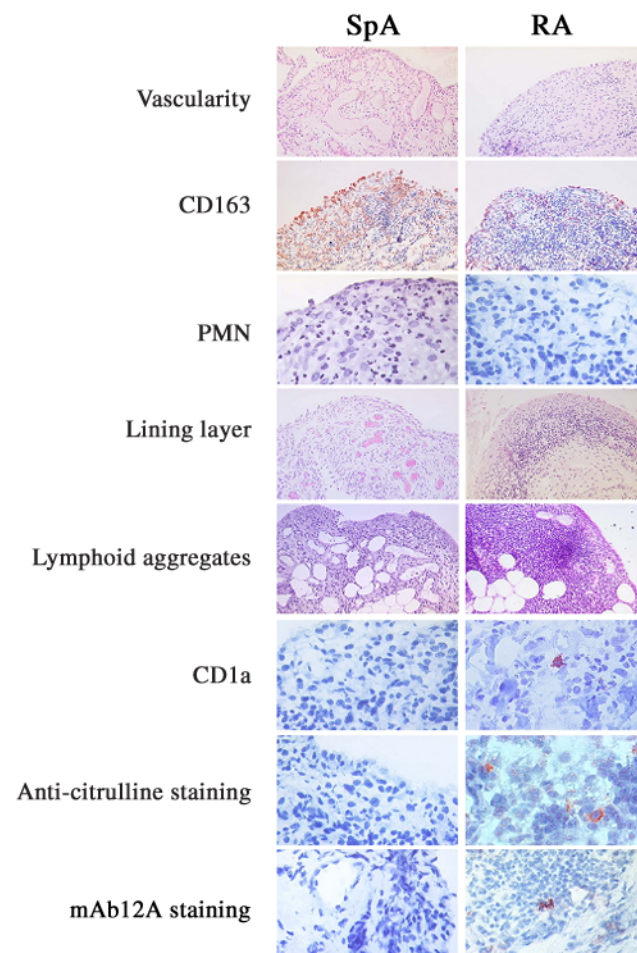 SpA RA
Vascularity
CD163
PMN
Lining layer
Lymphoid aggregates
CD1a
Anti-citrulline staining
mAb12A staining